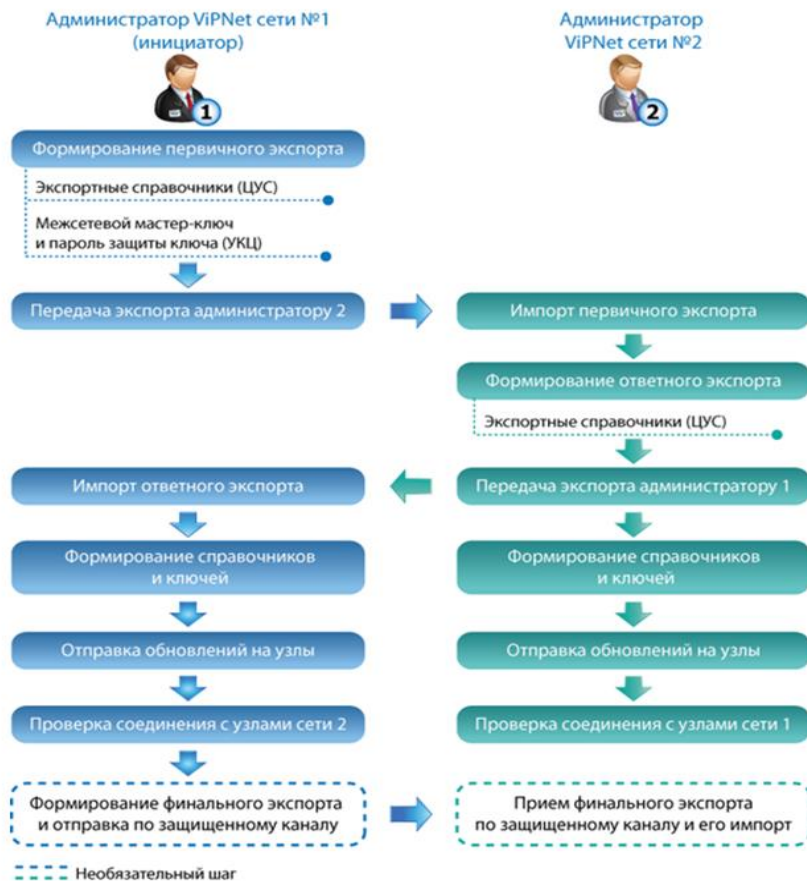 Администратор ViPNet сети №1
(инициатор)
Администратор
ViPNet сети №2
1
2
Формирование первичного экспорта
Экспортные справочники (ЦУС)
Межсетевой мастер-ключ
и пароль защиты ключа (УКЦ)
Передача экспорта администратору 2
Импорт первичного экспорта
Формирование ответного экспорта
Экспортные справочники (ЦУС)
Импорт ответного экспорта
Передача экспорта администратору 1
Формирование справочников
и ключей
Формирование справочников
и ключей
Отправка обновлений на узлы
Отправка обновлений на узлы
Проверка соединения с узлами сети 2
Проверка соединения с узлами сети 1
Формирование финального экспорта
и отправка по защищенному каналу
Прием финального экспорта
по защищенному каналу и его импорт
Необязательный шаг